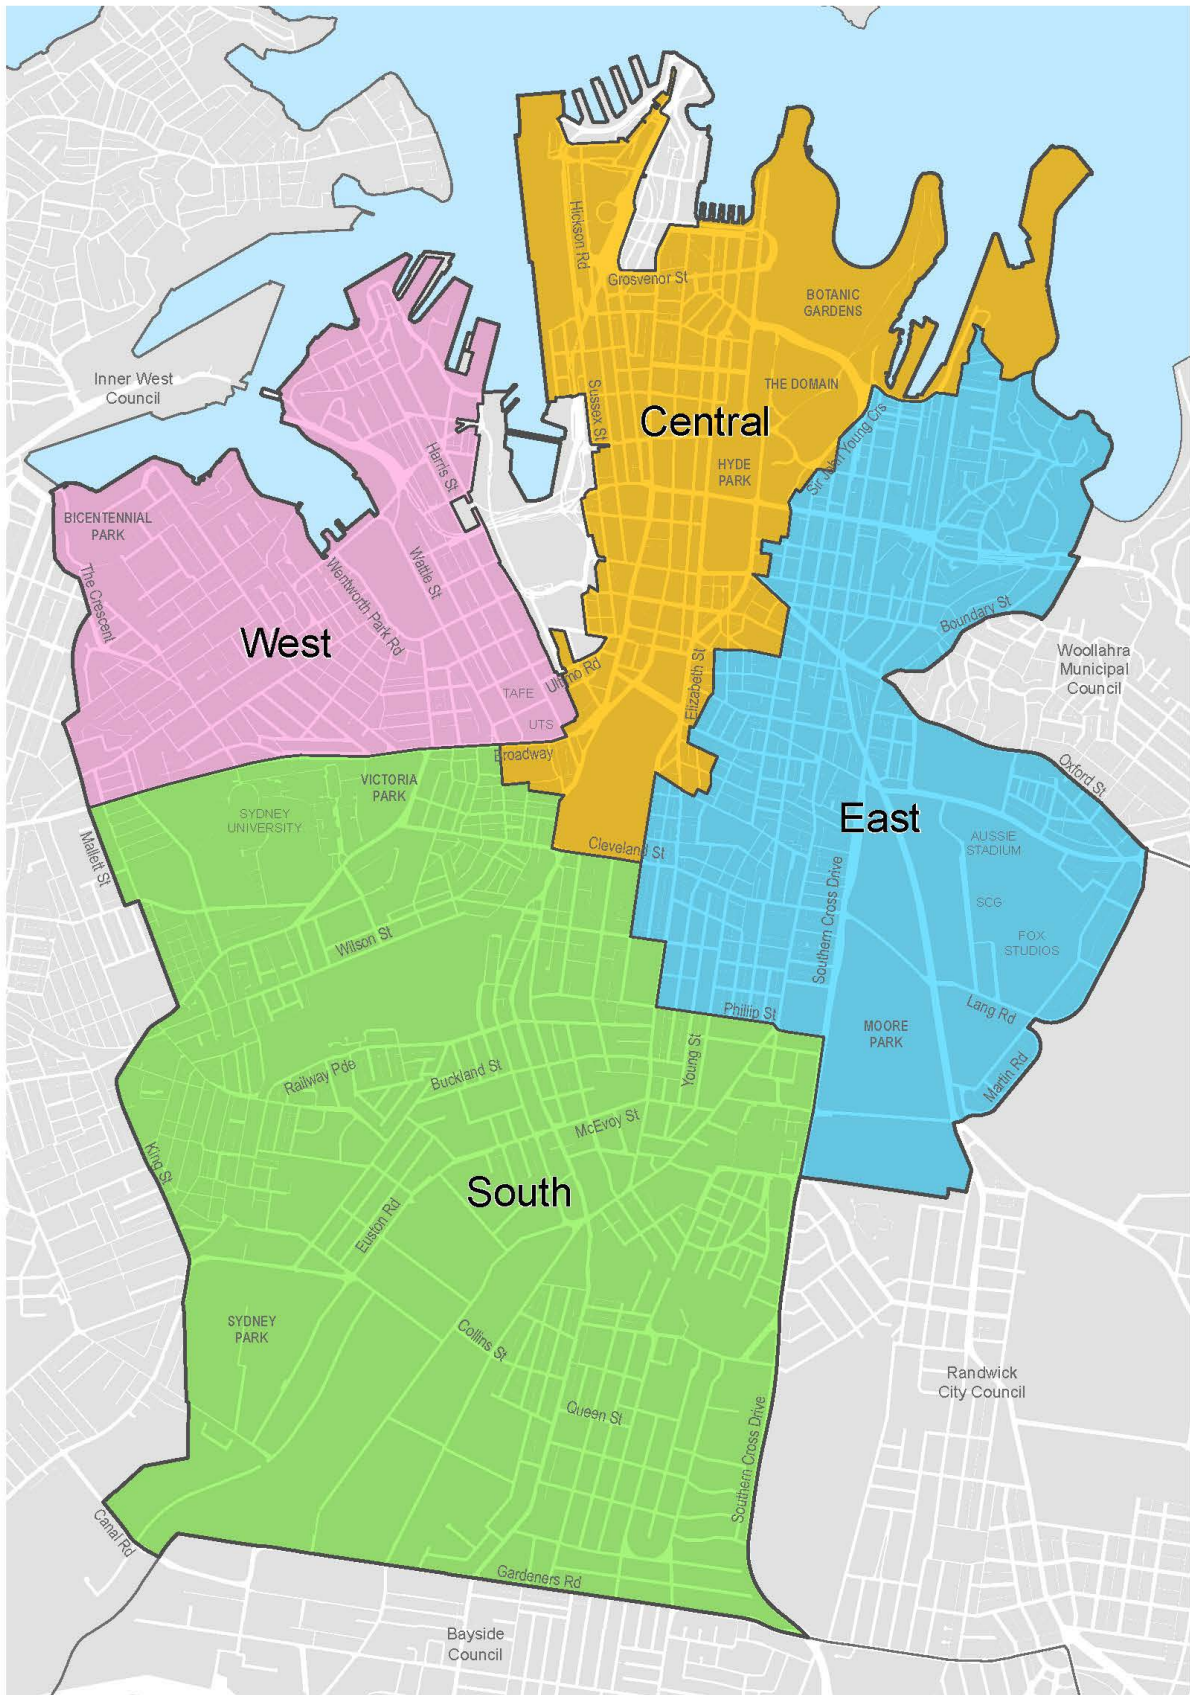 Hickson Rd
Grosvenor St
BOTANIC
GARDENS
Inner West
Council
THE DOMAIN
Sussex St
Central
Sir John Young Crs
HYDE
PARK
Harris St
BICENTENNIAL
PARK
The Crescent
Wentworth Park Rd
Wattle St
Boundary St
West
Woollahra
Municipal
Council
Ultimo Rd
Elizabeth St
TAFE
UTS
Broadway
Oxford St
VICTORIA
PARK
SYDNEY
UNIVERSITY
East
AUSSIE
STADIUM
Cleveland St
Mallett St
Southern Cross Drive
SCG
FOX
STUDIOS
Wilson St
Phillip St
Lang Rd
MOORE
PARK
Young St
Railway Pde
Buckland St
Martin Rd
McEvoy St
King St
South
Euston Rd
SYDNEY
PARK
Collins St
Randwick
City Council
Queen St
Southern Cross Drive
Canal Rd
Gardeners Rd
Bayside
Council